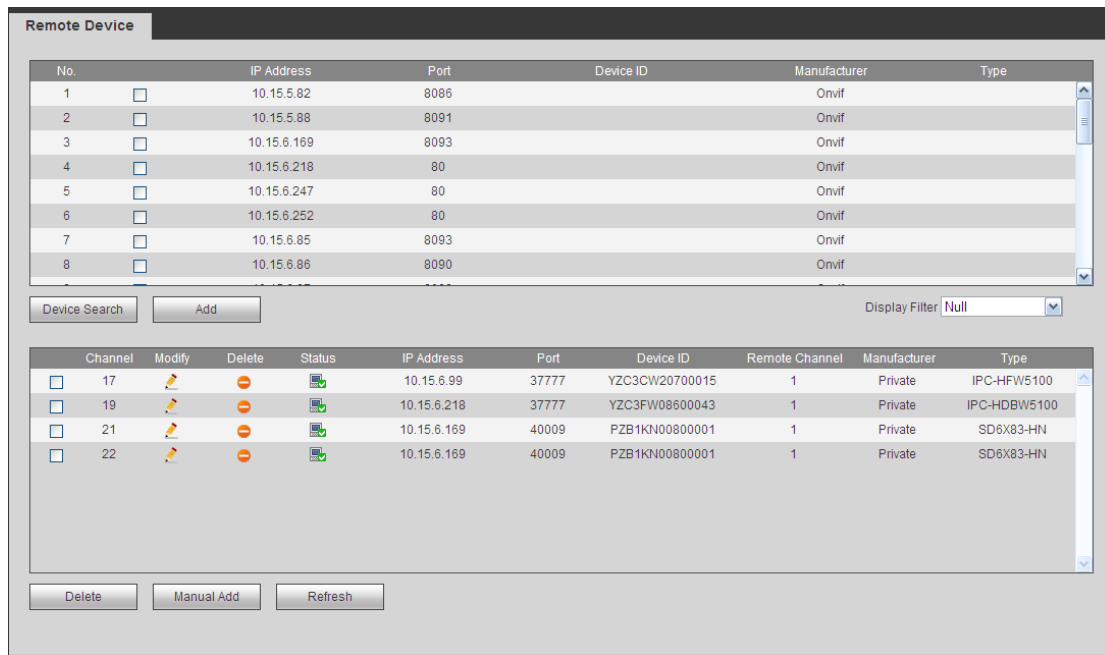 Remote Device
No. IP Address Port Device ID Manufacturer Type
1 10.15.5.82 8086 Onvif
2 10.15.5.88 8091 Onvif
3 10.15.6.169 8093 Onvif
4 10.15.6.218 80 Onvif
5 10.15.6.247 80 Onvif
6 10.15.6.252 80 Onvif
7 10.15.6.85 8093 Onvif
8 10.15.6.86 8090 Onvif
Device Search Add Display Filter Null
Channel Modify Delete Status IP Address Port Device ID Remote Channel Manufacturer Type
17 10.15.6.99 37777 YZC3CW20700015 1 Private IPC-HFW5100
19 10.15.6.218 37777 YZC3FW08600043 1 Private IPC-HDBW5100
21 10.15.6.169 40009 PZB1KN00800001 1 Private SD6X83-HN
22 10.15.6.169 40009 PZB1KN00800001 1 Private SD6X83-HN
Delete Manual Add Refresh